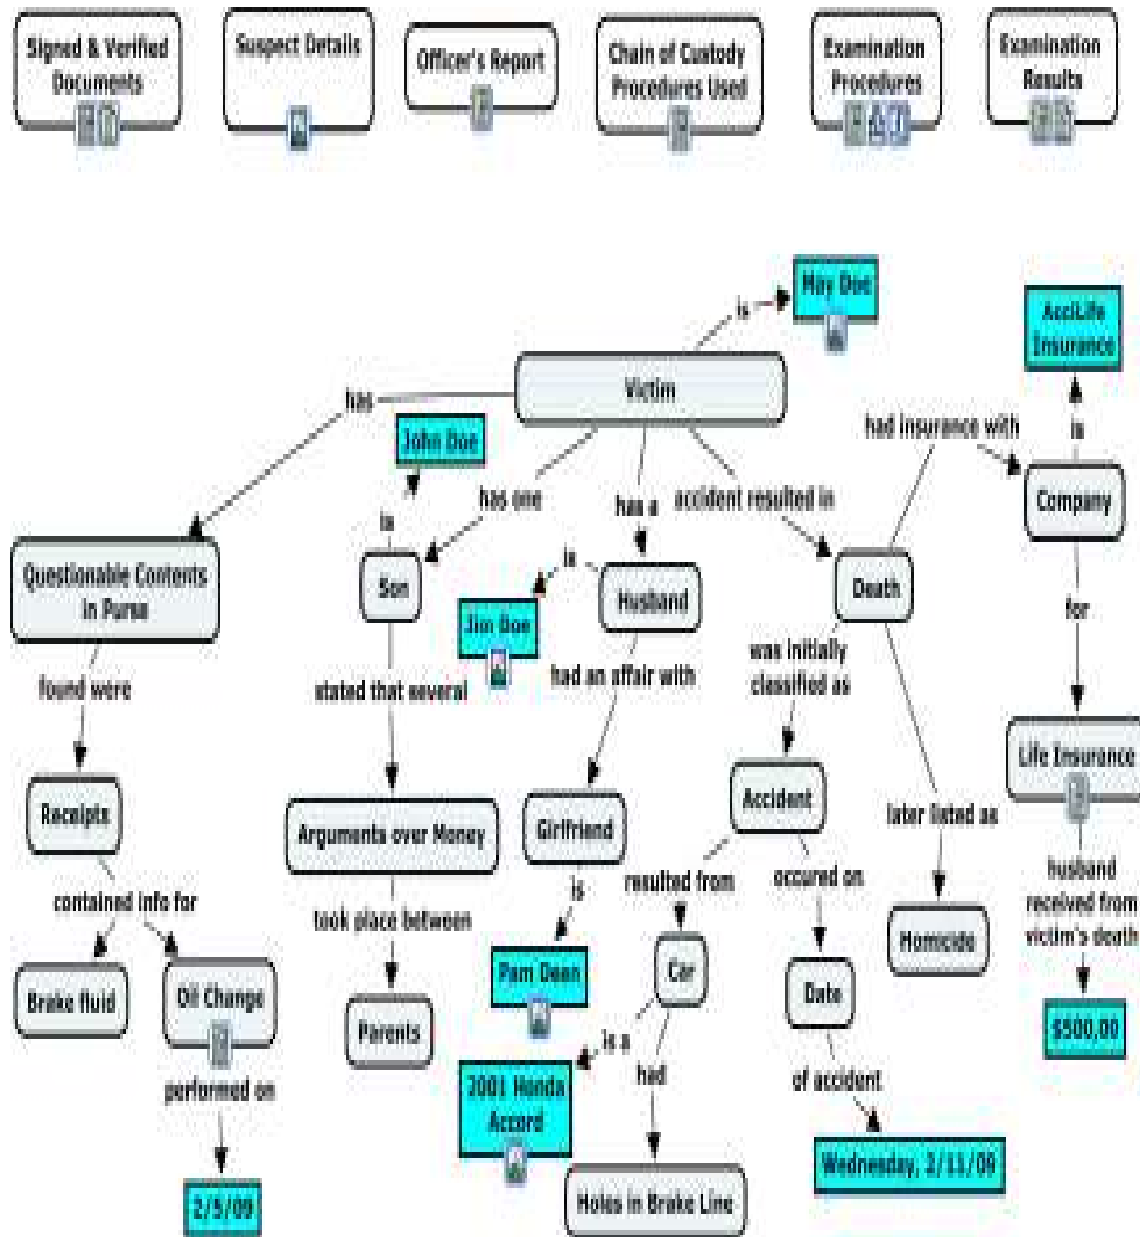 Signed & Verified
Documents
Suspect Details
Officer's Report
Chain of Custody
Procedures Used
Examination
Procedures
Examination
Results
is
May Doe
AcciLife
Insurance
Victim
has
John Doe
had insurance with
is
has one
has a
accident resulted in
Company
is
Questionable Contents
in Purse
Son
is
Husband
Death
for
Jim Doe
found were
stated that several
had an affair with
was initially
classified as
Life Insurance
Receipts
Arguments over Money
Girlfriend
Accident
later listed as
contained info for
took place between
is
resulted from
occured on
husband
received from
victim's death
Brake fluid
Oil Change
Parents
Pam Deen
Car
Date
Homicide
$500,00
performed on
is a
had
of accident
2001 Honda
Accord
2/5/09
Holes in Brake Line
Wednesday, 2/11/09